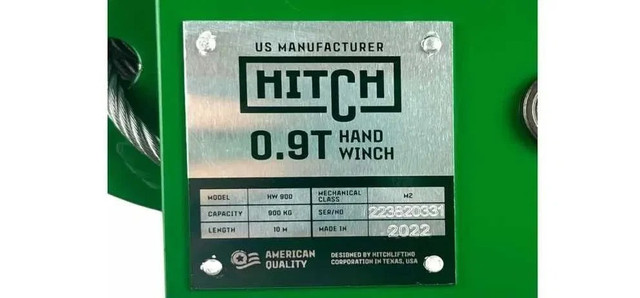 US MANUFACTURER
HITCH
0.9T HAND
WINCH
MODEL HW 900 MECHANICAL CLASS M2
CAPACITY 900 KG SER/NO 223820331
LENGTH 10 M MADE IN 2022
AMERICAN QUALITY
DESIGNED BY HITCHLIFTING
CORPORATION IN TEXAS, USA